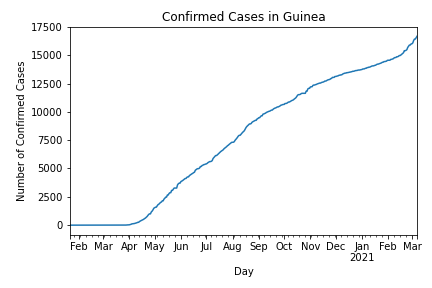 Confirmed Cases in Guinea
17500
15000
12500
10000
7500
5000
2500
0
Number of Confirmed Cases
Feb Mar Apr May Jun Jul Aug Sep Oct Nov Dec Jan Feb Mar
2021
Day